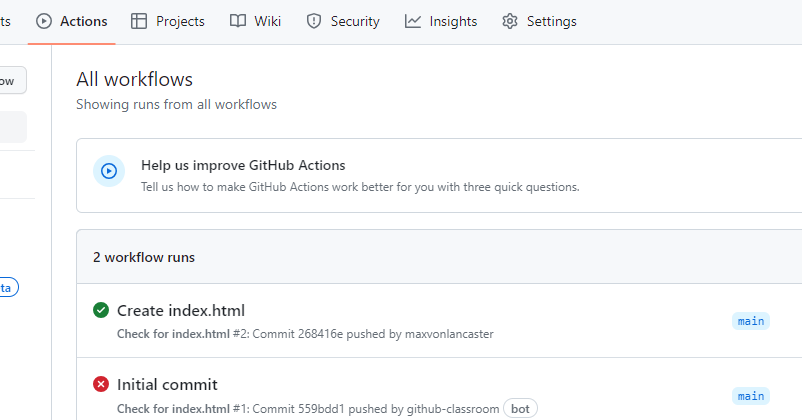 ts Actions Projects Wiki Security Insights Settings
ow
All workflows
Showing runs from all workflows
Help us improve GitHub Actions
Tell us how to make GitHub Actions work better for you with three quick questions.
2 workflow runs
ta
Create index.html
main
Check for index.html #2: Commit 268416e pushed by maxvonlancaster
Initial commit
main
Check for index.html #1: Commit 559bdd1 pushed by github-classroom bot